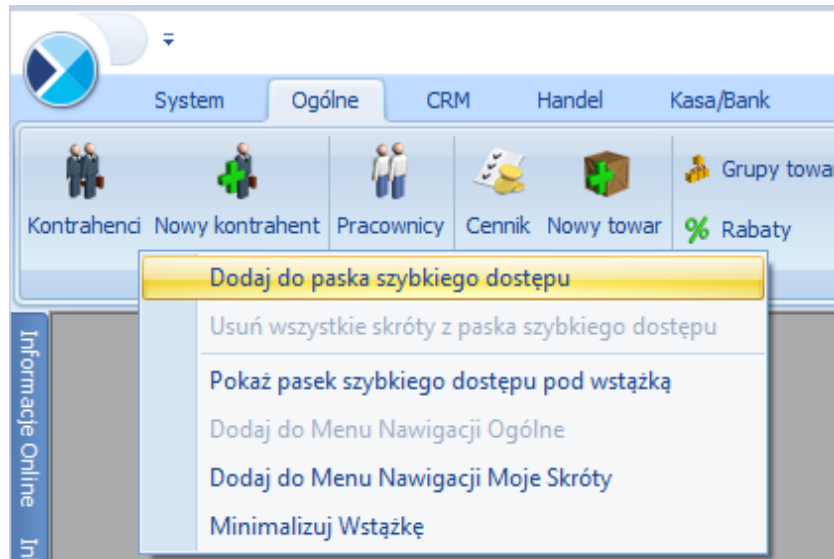 System Ogólne CRM Handel Kasa/Bank
Kontrahenci Nowy kontrahent Pracownicy Cennik Nowy towar
Grupy towar
% Rabaty
Dodaj do paska szybkiego dostępu
Usuń wszystkie skróty z paska szybkiego dostępu
Pokaż pasek szybkiego dostępu pod wstążką
Dodaj do Menu Nawigacji Ogólne
Dodaj do Menu Nawigacji Moje Skróty
Minimalizuj Wstążkę
Informacje Online